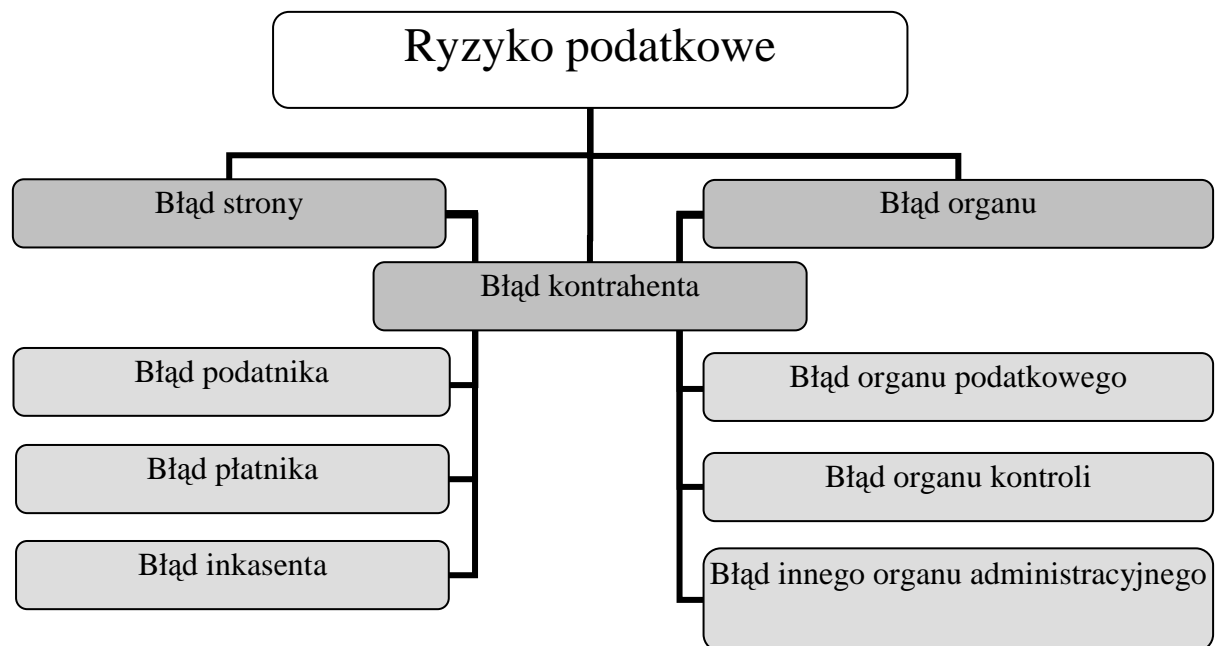 Ryzyko podatkowe
Błąd strony
Błąd organu
Błąd kontrahenta
Błąd podatnika
Błąd organu podatkowego
Błąd płatnika
Błąd organu kontroli
Błąd inkasenta
Błąd innego organu administracyjnego